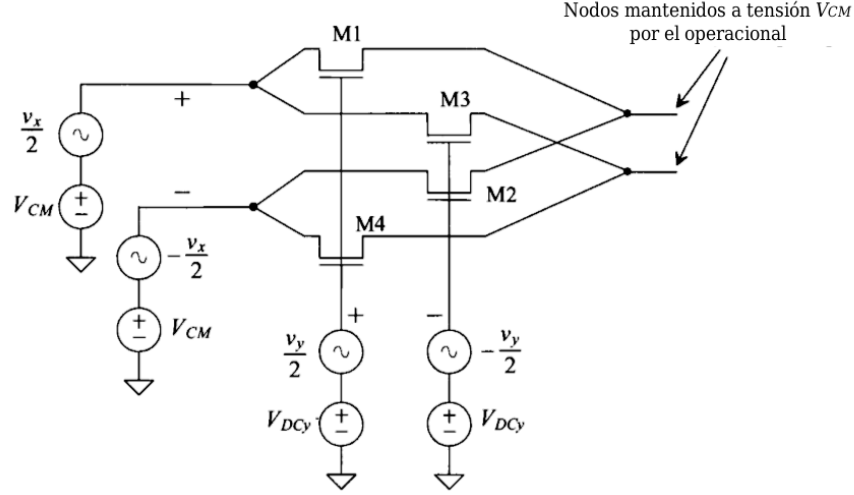 Nodos mantenidos a tensión VCM
por el operacional
M1
+
M3
vx/2
−
M2
VCM
+
−
M4
−vx/2
+
−
VCM
+
−
vy/2
−vy/2
VDCy
+
−
+
−
VDCy